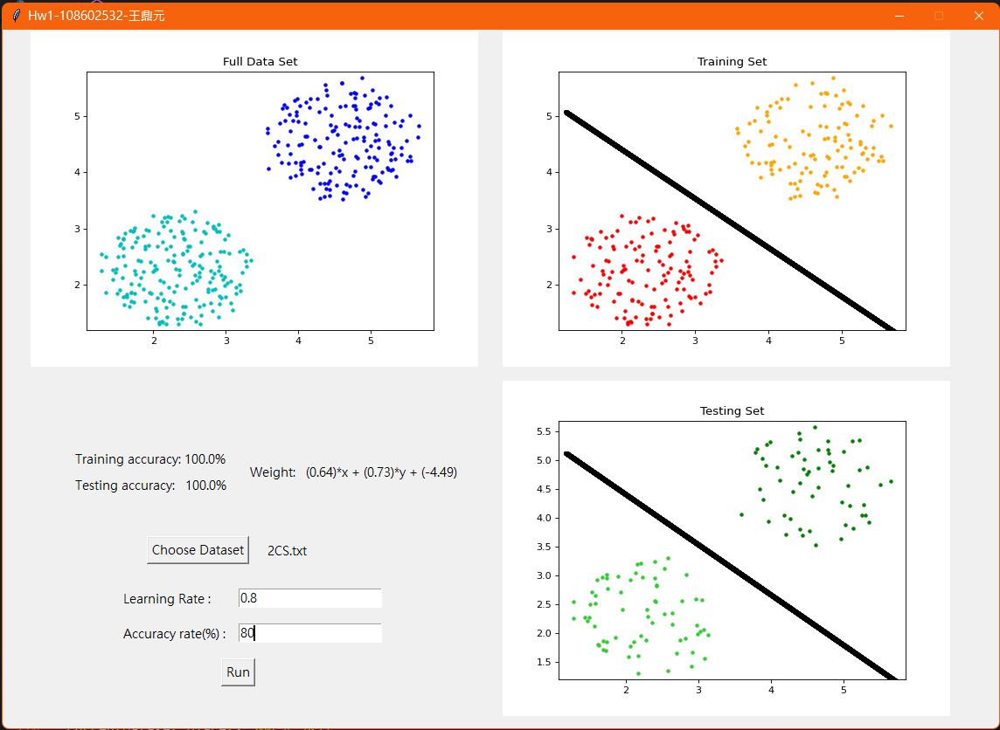 Hw1-108602532-王鼎元
Full Data Set
5
4
3
2
2 3 4 5
Training Set
5
4
3
2
2 3 4 5
Training accuracy: 100.0%
Testing accuracy: 100.0%
Weight: (0.64)*x + (0.73)*y + (-4.49)
Choose Dataset 2CS.txt
Learning Rate : 0.8
Accuracy rate(%) : 80
Run
Testing Set
5.5
5.0
4.5
4.0
3.5
3.0
2.5
2.0
1.5
2 3 4 5